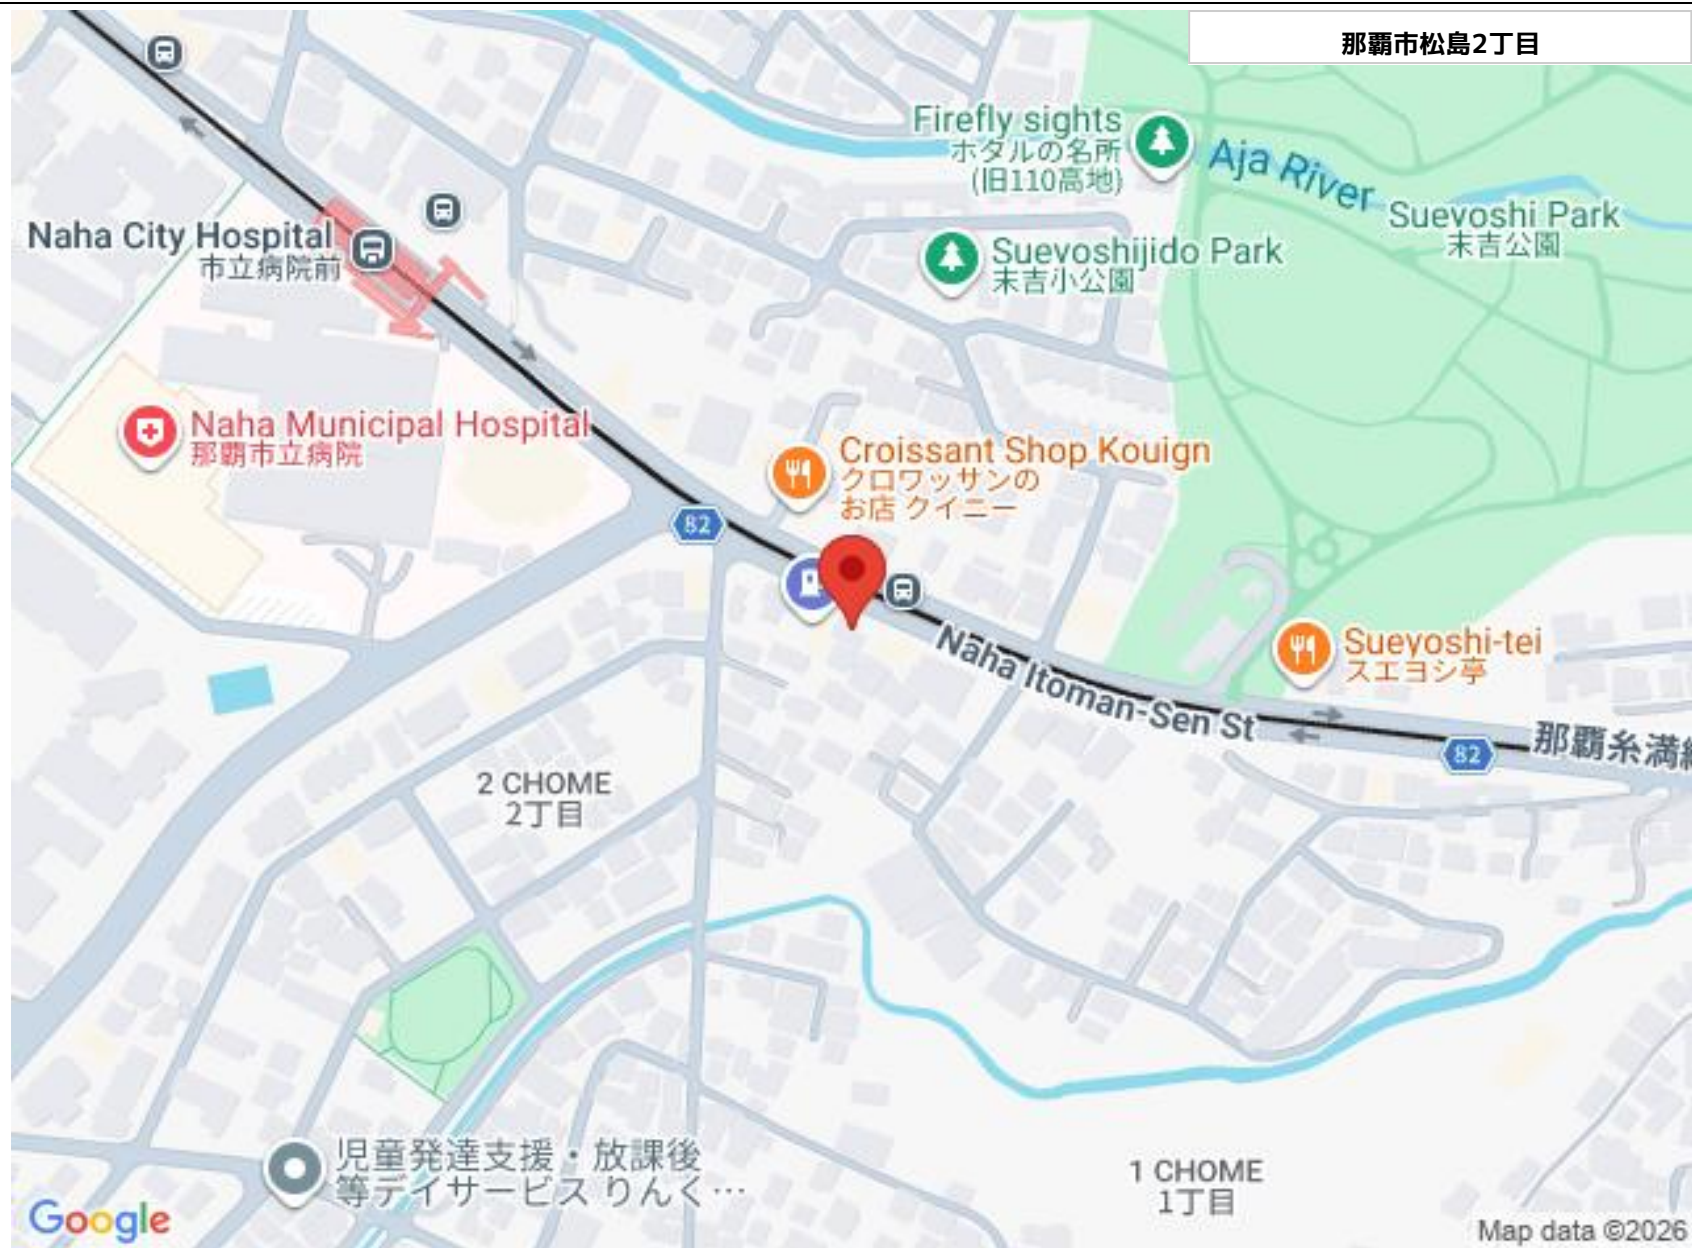 那覇市松島2丁目
Firefly sights
ホタルの名所
(旧110高地)
Aja River
Sueyoshi Park
末吉公園
Naha City Hospital
市立病院前
Sueyoshijido Park
末吉小公園
Naha Municipal Hospital
那覇市立病院
Croissant Shop Kouign
クロワッサンの
お店 クイニー
82
Naha Itoman-Sen St
Sueyoshi-tei
スエヨシ亭
82
那覇糸満
2 CHOME
2丁目
児童発達支援・放課後
等デイサービス りんく…
1 CHOME
1丁目
Google
Map data ©2026